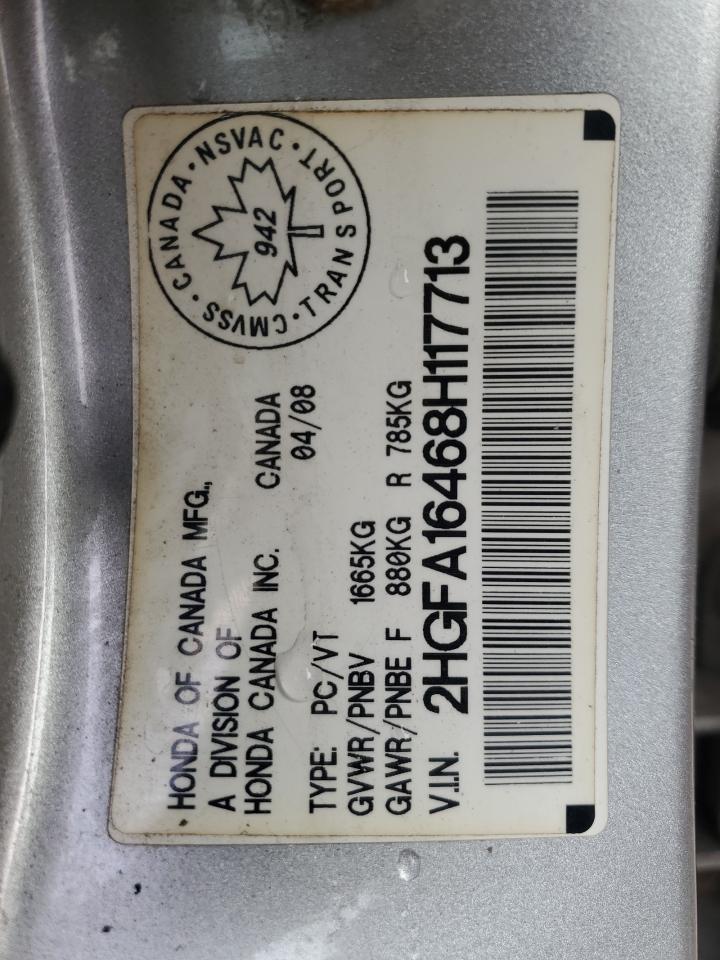 HONDA OF CANADA MFG.,
A DIVISION OF
HONDA CANADA INC. CANADA
04/08
TYPE: PC/VT
GVWR/PNBV 1665KG
GAWR/PNBE F 880KG R 785KG
V.I.N. 2HGFA16468H117713
CANADA · NSVAC · TRANSPORT · CMVSS ·
942